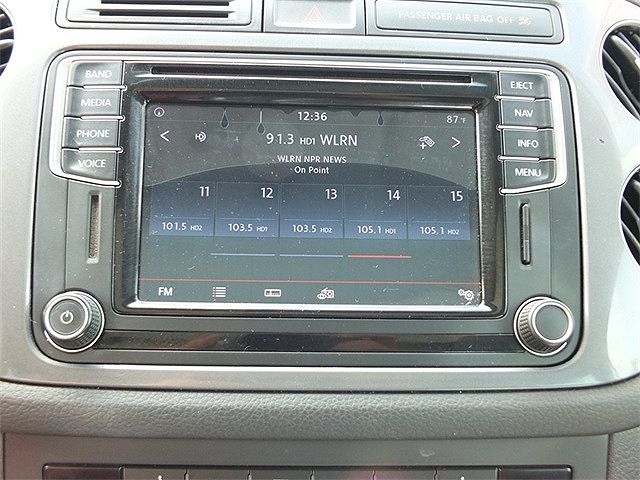 PASSENGER AIR BAG OFF
BAND
MEDIA
PHONE
VOICE
EJECT
NAV
INFO
MENU
12:36
87°F
HD
91.3 HD1 WLRN
WLRN NPR NEWS
On Point
11 12 13 14 15
101.5 HD2 103.5 HD1 103.5 HD2 105.1 HD1 105.1 HD2
FM